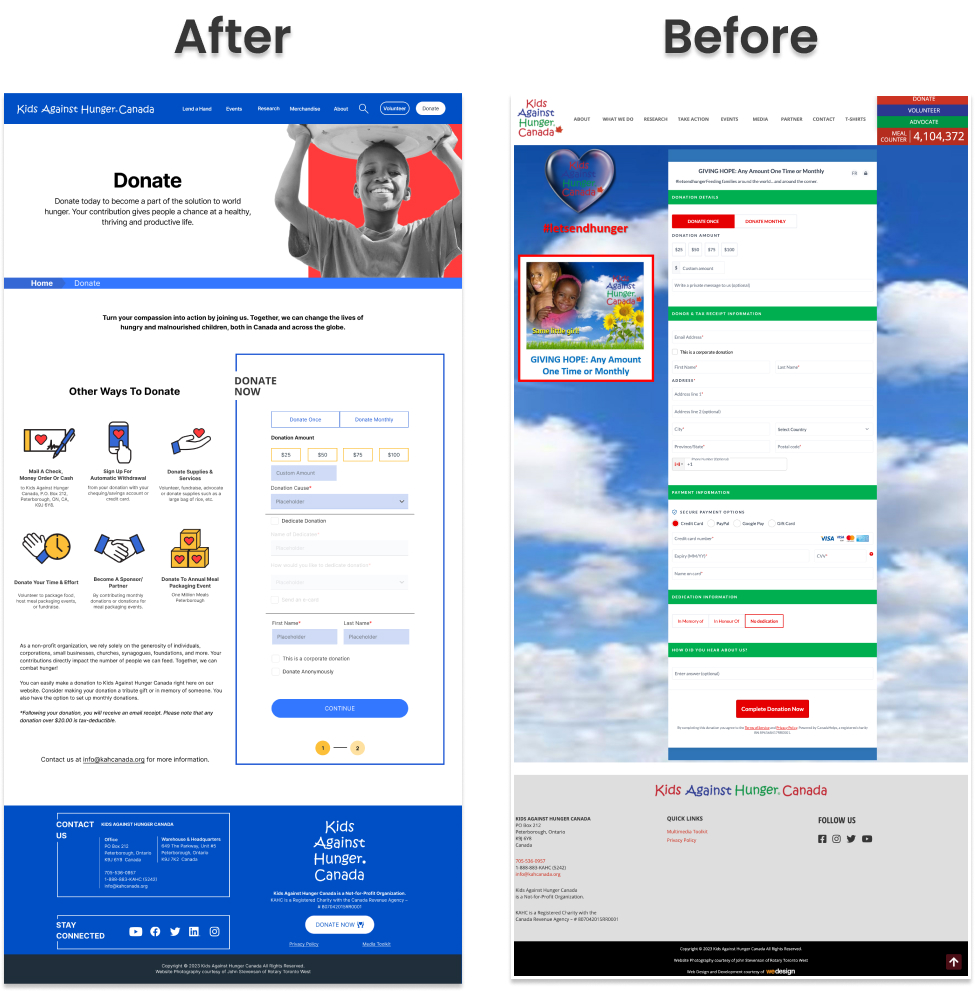 After
Before
Kids Against Hunger Canada
Lend a Hand
Events
Research
Merchandise
About
Volunteer
Donate
Donate
Donate today to become a part of the solution to world
hunger. Your contribution gives people a chance at a healthy,
thriving and productive life.
Home
Donate
Turn your compassion into action by joining us. Together, we can change the lives of
hungry and malnourished children, both in Canada and across the globe.
Other Ways To Donate
Mail A Check,
Money Order Or Cash
to Kids Against Hunger
Canada, P.O. Box 212,
Peterborough, ON, CA,
K9J 6Y8.
Sign Up For
Automatic Withdrawal
from your donation with your
chequing/savings account or
credit card
Donate Supplies &
Services
Volunteer, fundraise, advocate
or donate supplies such as a
large bag of rice, etc.
Donate Your Time & Effort
Volunteer to package food,
host meal packaging events,
or fundraise.
Become A Sponsor/
Partner
By contributing monthly
donations or donations for
meal packaging events.
Donate To Annual Meal
Packaging Event
One Million Meals
Peterborough
As a non-profit organization, we rely solely on the generosity of individuals,
corporations, small businesses, churches, synagogues, foundations, and more. Your
contributions directly impact the number of people we can feed. Together, we can
combat hunger!
You can easily make a donation to Kids Against Hunger Canada right here on our
website. Consider making your donation a tribute gift or in memory of someone. You
also have the option to set up monthly donations.
*Following your donation, you will receive an email receipt. Please note that any
donation over $20.00 is tax-deductible.
Contact us at info@kahcanada.org for more information.
DONATE
NOW
Donate Once
Donate Monthly
Donation Amount
$25
$50
$75
$100
Custom Amount
Donation Cause*
Placeholder
Dedicate Donation
Name of Dedicatee*
Placeholder
How would you like to dedicate donation?*
Placeholder
Send as e-card
First Name*
Last Name*
Placeholder
Placeholder
This is a corporate donation
Donate Anonymously
CONTINUE
1
2
CONTACT
US
KIDS AGAINST HUNGER CANADA
Office
PO Box 212
Peterborough, Ontario
K9J 6Y8 Canada
Warehouse & Headquarters
549 The Parkway, Unit #5
Peterborough, Ontario
K9J 7K2 Canada
705-536-0867
1-888-883-KAHC (5242)
info@kahcanada.org
STAY
CONNECTED
Kids
Against
Hunger
Canada
Kids Against Hunger Canada is a Not-for-Profit Organization.
KAHC is a Registered Charity with the Canada Revenue Agency –
# 807042015RR0001
DONATE NOW
Privacy Policy
Media Toolkit
Copyright © 2023 Kids Against Hunger Canada All Rights Reserved.
Website Photography courtesy of John Stevenson of Rotary Toronto West
Kids
Against
Hunger
Canada
ABOUT
WHAT WE DO
RESEARCH
TAKE ACTION
EVENTS
MEDIA
PARTNER
CONTACT
T-SHIRTS
DONATE
VOLUNTEER
ADVOCATE
MEAL
COUNTER
4,104,372
Kids
Against
Hunger
Canada
#letsendhunger
Kids
Against
Hunger
Canada
Same little girl!
GIVING HOPE: Any Amount
One Time or Monthly
GIVING HOPE: Any Amount One Time or Monthly
FR
#letsendhungerFeeding families around the world... and around the corner
DONATION DETAILS
DONATE ONCE
DONATE MONTHLY
DONATION AMOUNT
$25
$50
$75
$100
$
Custom amount
Write a private message to us (optional)
DONOR & TAX RECEIPT INFORMATION
Email Address*
This is a corporate donation
First Name*
Last Name*
ADDRESS*
Address line 1*
Address line 2 (optional)
City*
Select Country
Province/State*
Postal code*
+1
PAYMENT INFORMATION
SECURE PAYMENT OPTIONS
Credit Card
PayPal
Google Pay
Gift Card
Credit card number*
VISA
Expiry (MM/YY)*
CVV*
Name on card*
DEDICATION INFORMATION
In Memory of
In Honour Of
No dedication
HOW DID YOU HEAR ABOUT US?
Enter answer (optional)
Complete Donation Now
Kids Against Hunger Canada
KIDS AGAINST HUNGER CANADA
PO Box 212
Peterborough, Ontario
K9J 6Y8
Canada
705-536-0867
1-888-883-KAHC (5242)
info@kahcanada.org
Kids Against Hunger Canada
is a Not-for-Profit Organization.
KAHC is a Registered Charity with the
Canada Revenue Agency – # 807042015RR0001
QUICK LINKS
Multimedia Toolkit
Privacy Policy
FOLLOW US
Copyright © 2023 Kids Against Hunger Canada All Rights Reserved.
Website Photography courtesy of John Stevenson of Rotary Toronto West
Web Design and Development courtesy of wedesign